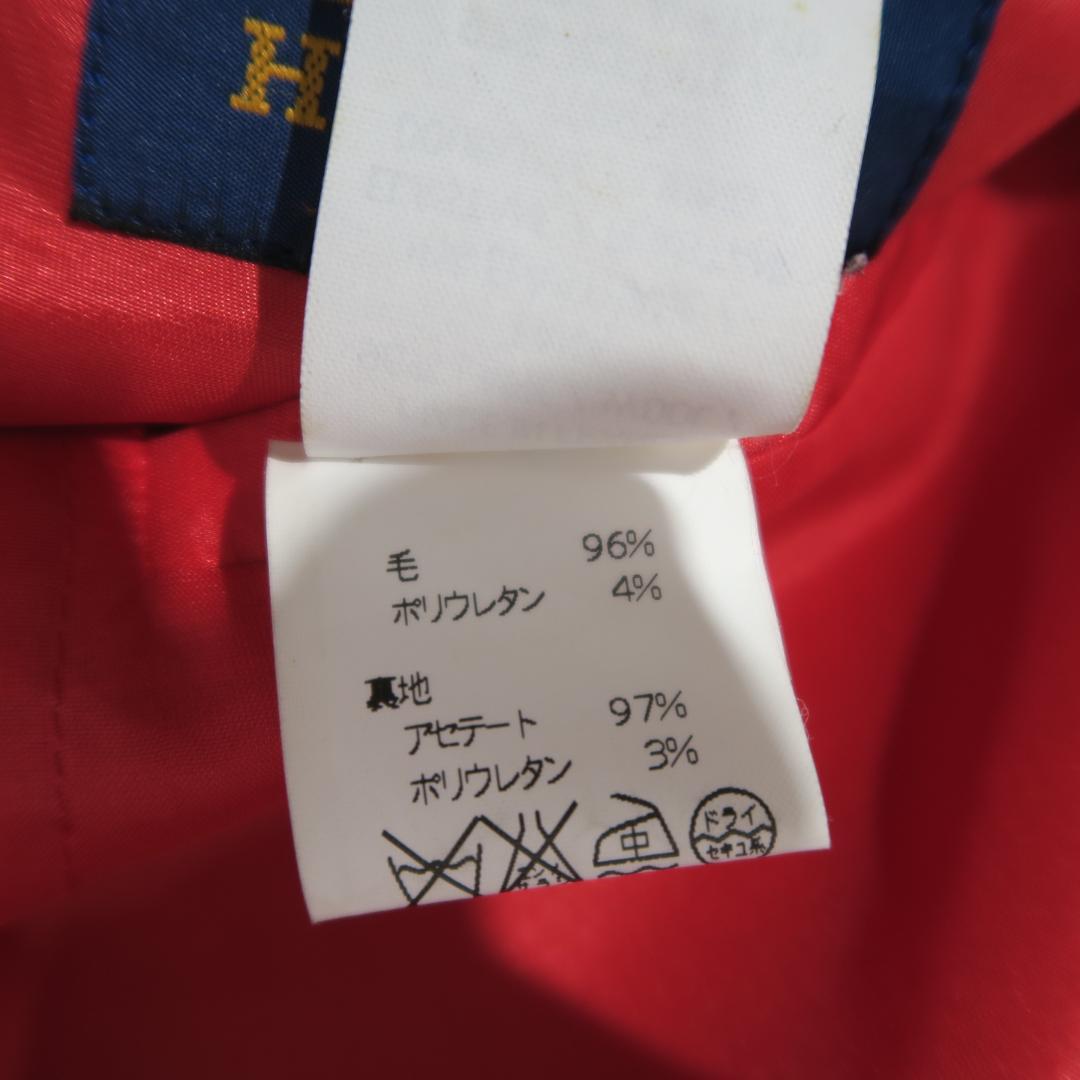 H
毛 96%
ポリウレタン 4%
裏地
アセテート 97%
ポリウレタン 3%
中
ドライ
セキユ系